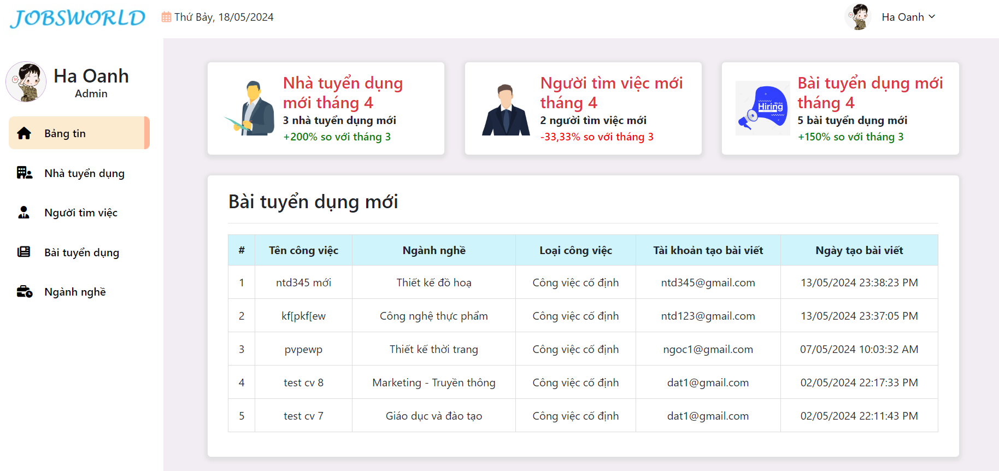 JOBSWORLD
Thứ Bảy, 18/05/2024
Ha Oanh
Ha Oanh
Admin
Bảng tin
Nhà tuyển dụng
Người tìm việc
Bài tuyển dụng
Ngành nghề
Nhà tuyển dụng
mới tháng 4
3 nhà tuyển dụng mới
+200% so với tháng 3
Người tìm việc mới
tháng 4
2 người tìm việc mới
-33,33% so với tháng 3
Hiring
Bài tuyển dụng mới
tháng 4
5 bài tuyển dụng mới
+150% so với tháng 3
Bài tuyển dụng mới
# Tên công việc Ngành nghề Loại công việc Tài khoản tạo bài viết Ngày tạo bài viết
1 ntd345 mới Thiết kế đồ hoạ Công việc cố định ntd345@gmail.com 13/05/2024 23:38:23 PM
2 kf[pkf[ew Công nghệ thực phẩm Công việc cố định ntd123@gmail.com 13/05/2024 23:37:05 PM
3 pvpewp Thiết kế thời trang Công việc cố định ngoc1@gmail.com 07/05/2024 10:03:32 AM
4 test cv 8 Marketing - Truyền thông Công việc cố định dat1@gmail.com 02/05/2024 22:17:33 PM
5 test cv 7 Giáo dục và đào tạo Công việc cố định dat1@gmail.com 02/05/2024 22:11:43 PM